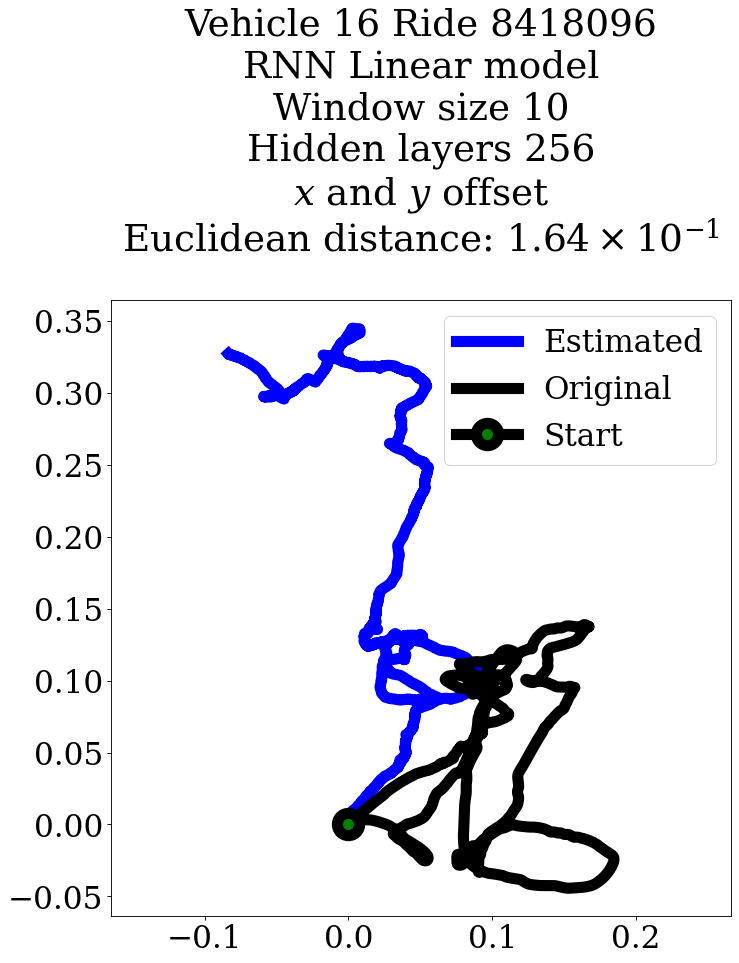 Vehicle 16 Ride 8418096
RNN Linear model
Window size 10
Hidden layers 256
x and y offset
Euclidean distance: 1.64 × 10⁻¹
Estimated
Original
Start
0.35
0.30
0.25
0.20
0.15
0.10
0.05
0.00
−0.05
−0.1 0.0 0.1 0.2